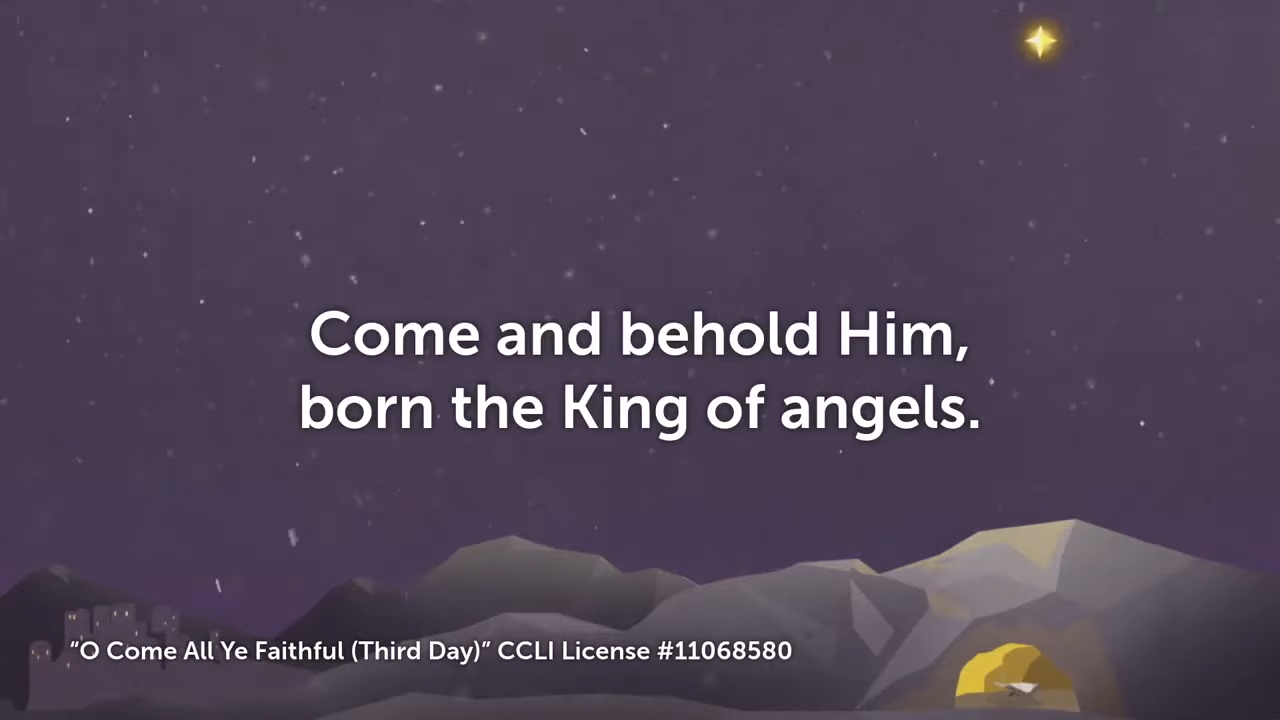 Come and behold Him,
born the King of angels.
“O Come All Ye Faithful (Third Day)” CCLI License #11068580